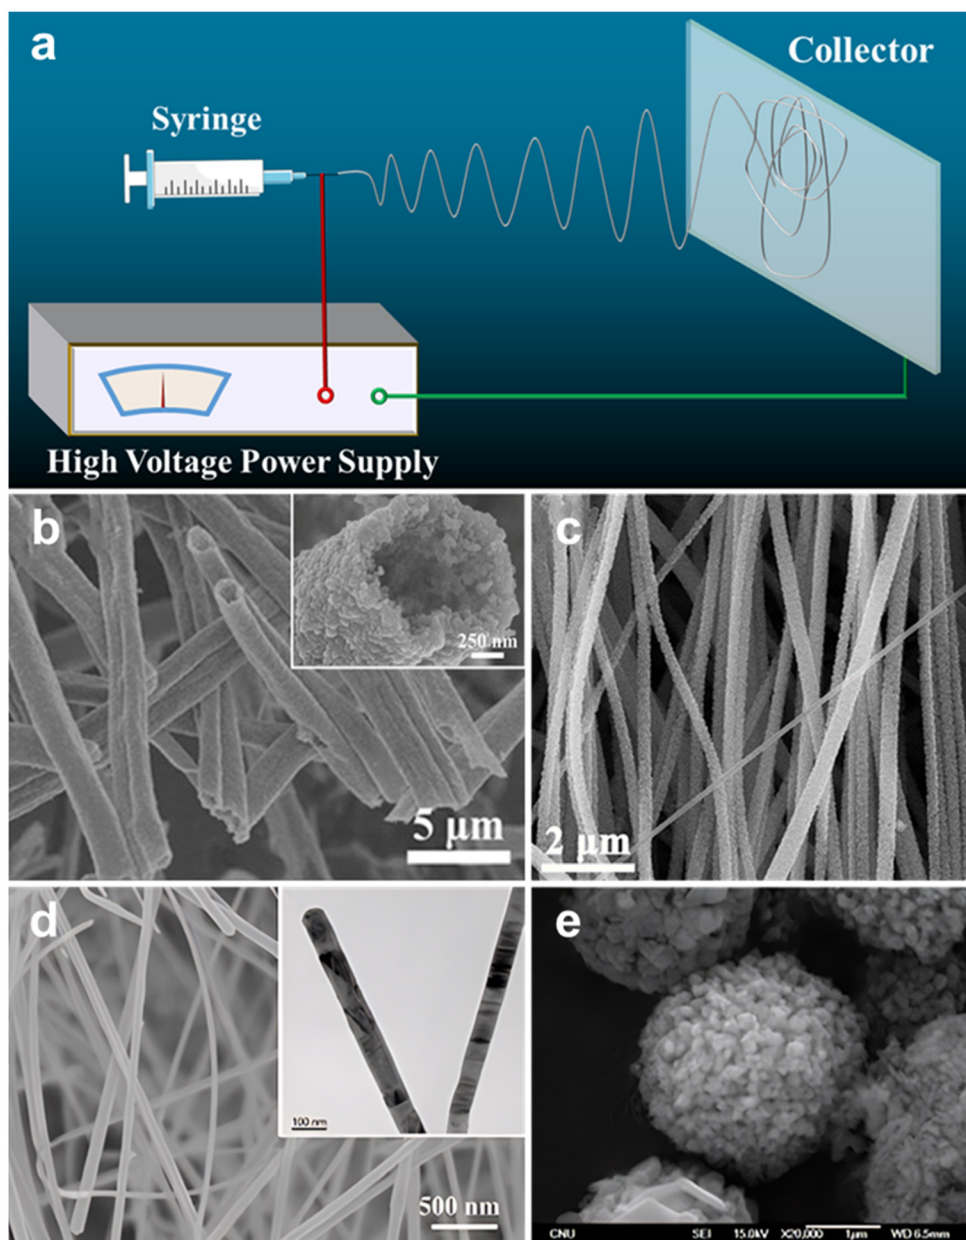 a
Collector
Syringe
High Voltage Power Supply
b
250 nm
5 μm
c
2 μm
d
100 nm
500 nm
e
CNU SEI 15.0kV X20,000 1μm WD 6.5mm